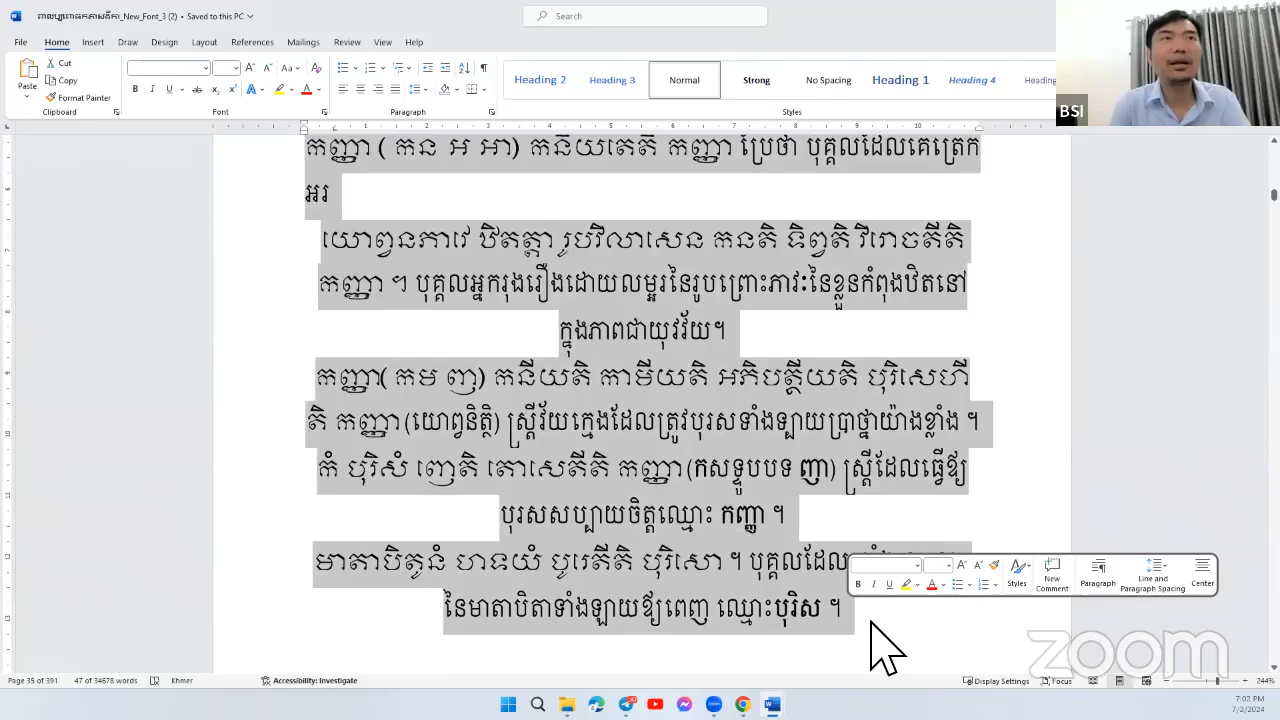 ពាលប្បពោធកភាសនីកា_New_Font_3 (2) • Saved to this PC
Search
File Home Insert Draw Design Layout References Mailings Review View Help
Paste Cut Copy Format Painter
Heading 2 Heading 3 Normal Strong No Spacing Heading 1 Heading 4 Heading
Clipboard Font Paragraph Styles
BSI
កញ្ញា ( កន អ អា) កនិយតេតិ កញ្ញា ប្រែថា បុគ្គលដែលគេត្រេក
អរ
យោព្វនភាវេ ឋិតត្តា រូបវិលាសេន កនតិ ទិព្វតិ វិរោចតីតិ
កញ្ញា ។ បុគ្គលអ្នករុងរឿងដោយលម្អរនៃរូបព្រោះភាវៈនៃខ្លួនកំពុងឋិតនៅ
ក្នុងភាពជាយុវវ័យ។
កញ្ញា( កម ញ) កនីយតិ កាមីយតិ អភិបត្ថីយតិ បុរិសេហី
តិ កញ្ញា(យោព្វនិត្ថិ) ស្ត្រីវ័យក្មេងដែលត្រូវបុរសទាំងឡាយប្រាថ្នាយ៉ាងខ្លាំង ។
កំ បុរិសំ ញេតិ តោសេតីតិ កញ្ញា(កសទ្ទូបបទ ញា) ស្ត្រីដែលធ្វើឱ្យ
បុរសសប្បាយចិត្តឈ្មោះ កញ្ញា ។
មាតាបិតូនំ ហទយំ បូរេតីតិ បុរិសោ ។ បុគ្គលដែល
នៃមាតាបិតាទាំងឡាយឱ្យពេញ ឈ្មោះបុរិស ។
Styles New Comment Paragraph Line and Paragraph Spacing Center
zoom
Page 35 of 391 47 of 34678 words Khmer Accessibility: Investigate Display Settings Focus 244%
7:02 PM
7/2/2024